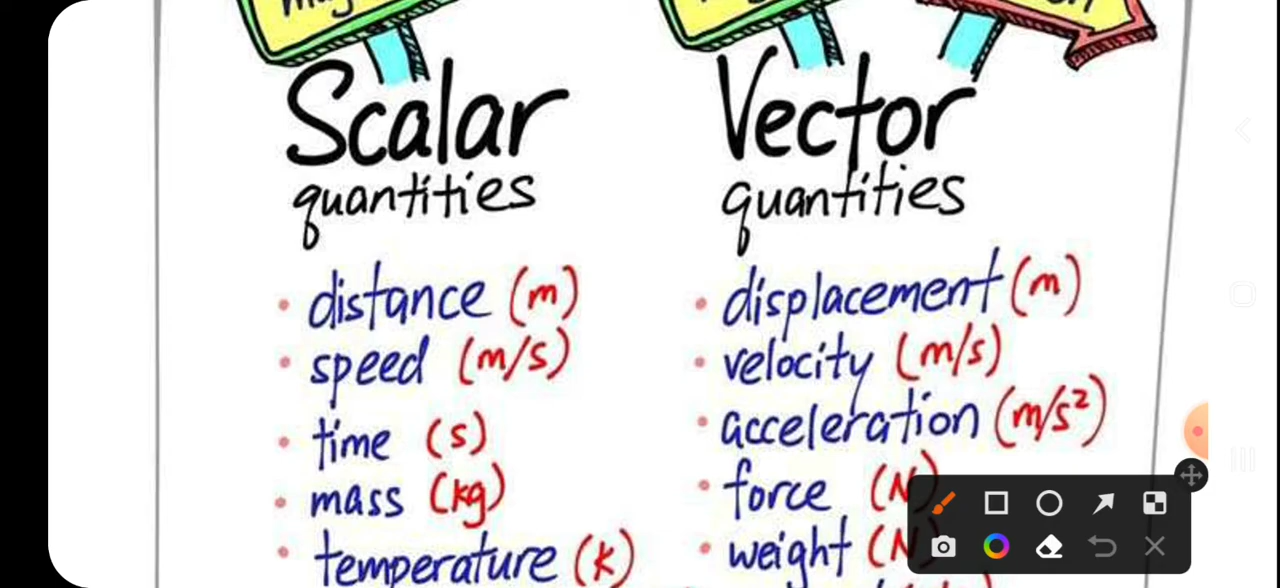 Scalar
quantities
• distance (m)
• speed (m/s)
• time (s)
• mass (kg)
• temperature (K)
Vector
quantities
• displacement (m)
• velocity (m/s)
• acceleration (m/s²)
• force (N)
• weight (N